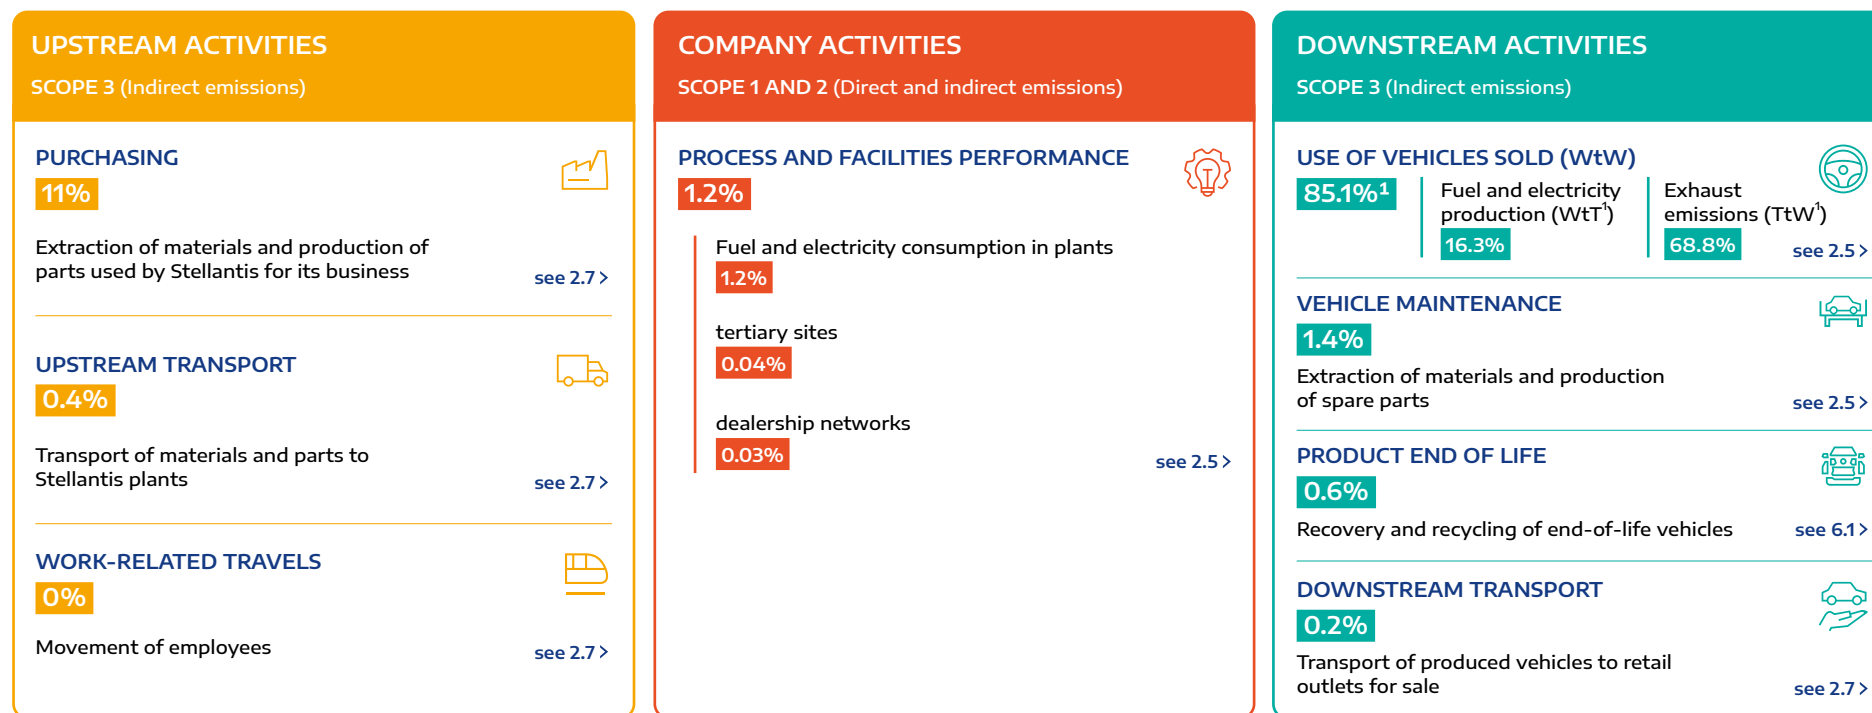 UPSTREAM ACTIVITIES
SCOPE 3 (Indirect emissions)
PURCHASING
11%
Extraction of materials and production of
parts used by Stellantis for its business
see 2.7 >
UPSTREAM TRANSPORT
0.4%
Transport of materials and parts to
Stellantis plants
see 2.7 >
WORK-RELATED TRAVELS
0%
Movement of employees
see 2.7 >
COMPANY ACTIVITIES
SCOPE 1 AND 2 (Direct and indirect emissions)
PROCESS AND FACILITIES PERFORMANCE
1.2%
Fuel and electricity consumption in plants
1.2%
tertiary sites
0.04%
dealership networks
0.03%
see 2.5 >
DOWNSTREAM ACTIVITIES
SCOPE 3 (Indirect emissions)
USE OF VEHICLES SOLD (WtW)
85.1%¹
Fuel and electricity
production (WtT¹)
16.3%
Exhaust
emissions (TtW¹)
68.8%
see 2.5 >
VEHICLE MAINTENANCE
1.4%
Extraction of materials and production
of spare parts
see 2.5 >
PRODUCT END OF LIFE
0.6%
Recovery and recycling of end-of-life vehicles
see 6.1 >
DOWNSTREAM TRANSPORT
0.2%
Transport of produced vehicles to retail
outlets for sale
see 2.7 >